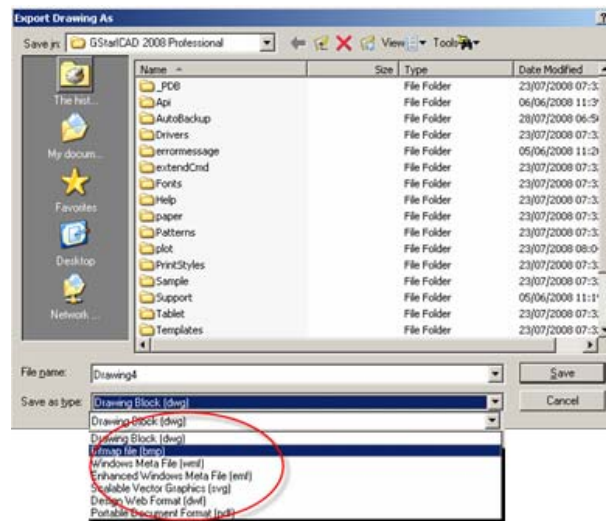 Export Drawing As
Save in: GStarICAD 2008 Professional View Tools
Name Size Type Date Modified
_PDB File Folder 23/07/2008 07:3
Api File Folder 06/06/2008 11:3
AutoBackup File Folder 28/07/2008 06:5
Drivers File Folder 23/07/2008 07:3
errormessage File Folder 05/06/2008 11:2
extendCmd File Folder 23/07/2008 07:3
Fonts File Folder 23/07/2008 07:3
Help File Folder 23/07/2008 07:3
paper File Folder 23/07/2008 07:3
Patterns File Folder 23/07/2008 07:3
plot File Folder 23/07/2008 08:0
PrintStyles File Folder 23/07/2008 07:3
Sample File Folder 23/07/2008 07:3
Support File Folder 05/06/2008 11:1
Tablet File Folder 23/07/2008 07:3
Templates File Folder 23/07/2008 07:3
The hist...
My docum...
Favorites
Desktop
Network ...
File name: Drawing4 Save
Save as type: Drawing Block (dwg) Cancel
Drawing Block (dwg)
Drawing Block (dwg)
Bitmap file (bmp)
Windows Meta File (wmf)
Enhanced Windows Meta File (emf)
Scalable Vector Graphics (svg)
Design Web Format (dwf)
Portable Document Format (pdf)